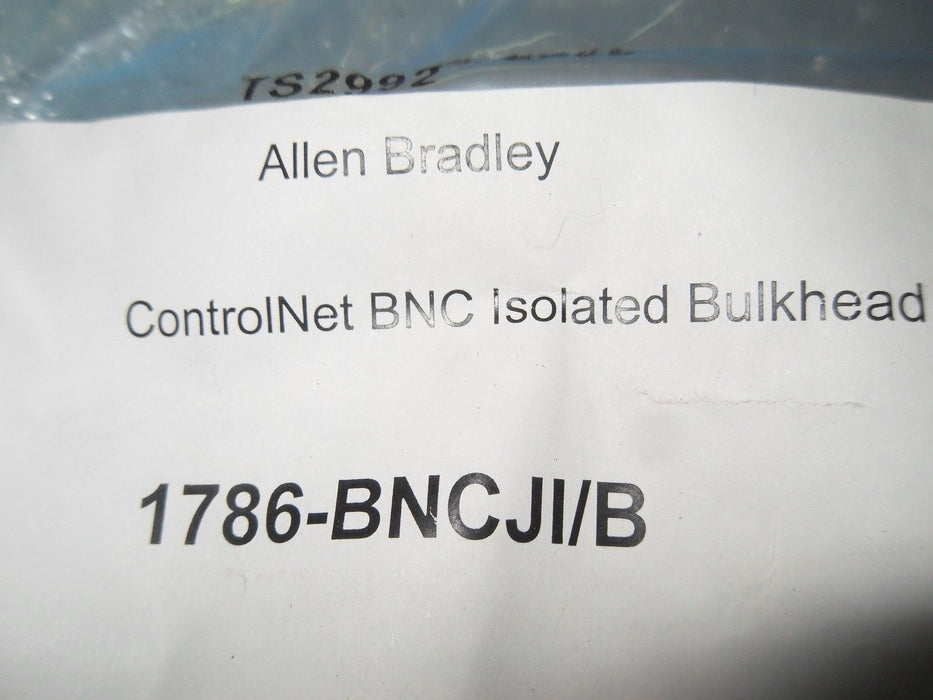 TS2992
Allen Bradley
ControlNet BNC Isolated Bulkhead
1786-BNCJI/B